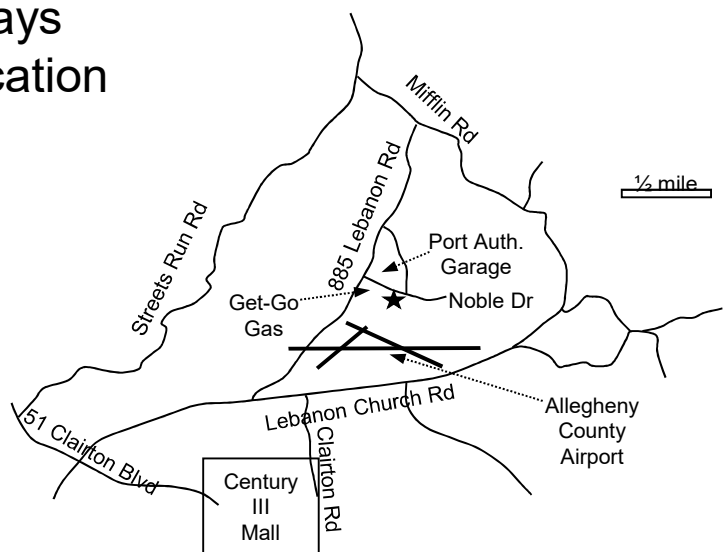 ays
cation
Mifflin Rd
½ mile
885 Lebanon Rd
Streets Run Rd
Port Auth.
Garage
Get-Go
Gas
Noble Dr
Lebanon Church Rd
Allegheny
County
Airport
51 Clairton Blvd
Clairton Rd
Century
III
Mall